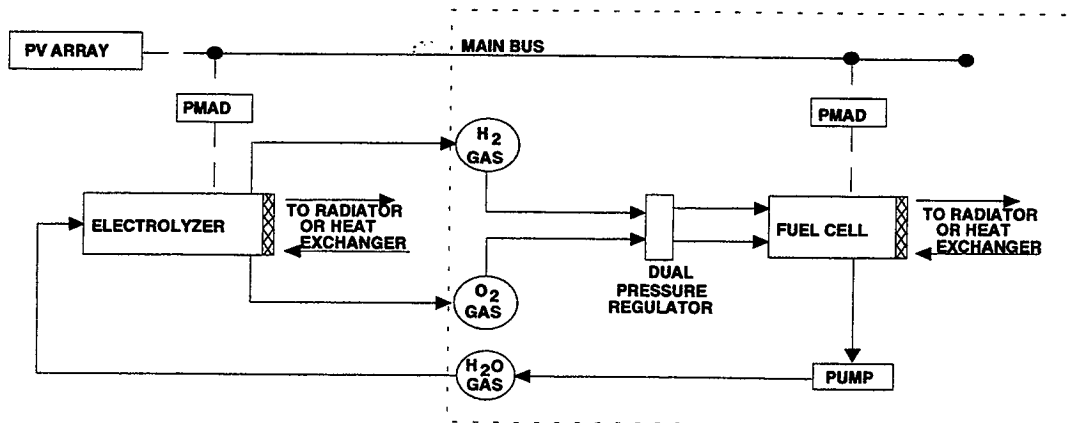 PV ARRAY
MAIN BUS
PMAD
PMAD
H2
GAS
ELECTROLYZER
TO RADIATOR
OR HEAT
EXCHANGER
FUEL CELL
TO RADIATOR
OR HEAT
EXCHANGER
DUAL
PRESSURE
REGULATOR
O2
GAS
H2O
GAS
PUMP